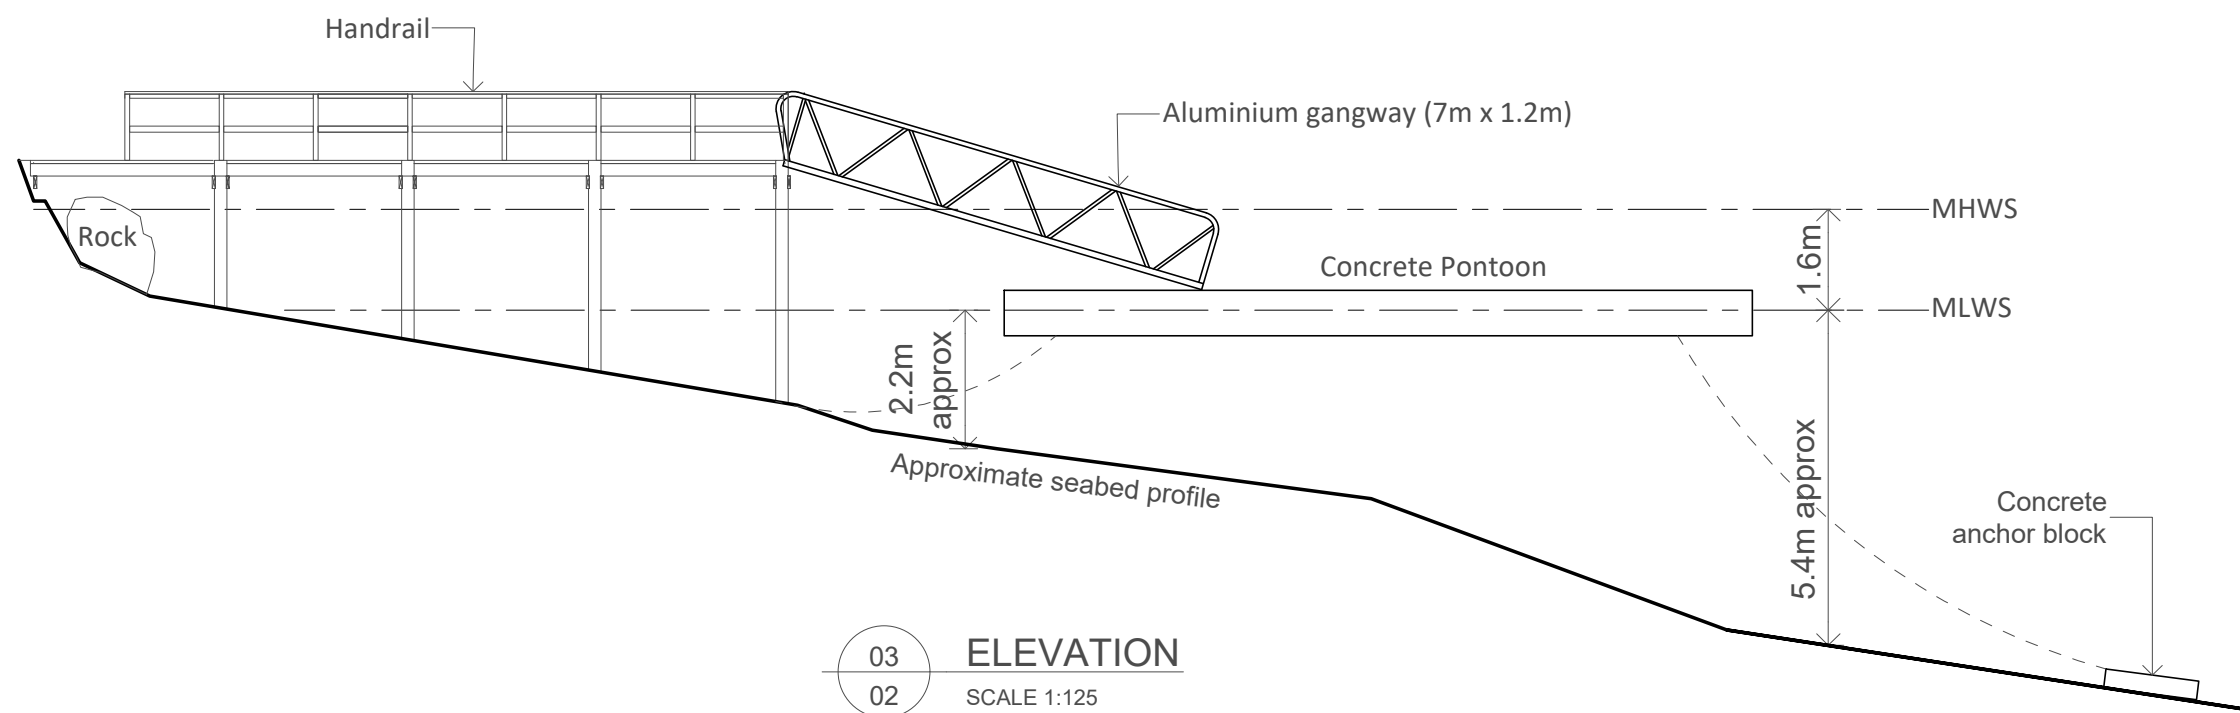 Handrail
Aluminium gangway (7m x 1.2m)
MHWS
Rock
1.6m
Concrete Pontoon
MLWS
2.2m
approx
5.4m approx
Approximate seabed profile
Concrete
anchor block
03
02
ELEVATION
SCALE 1:125